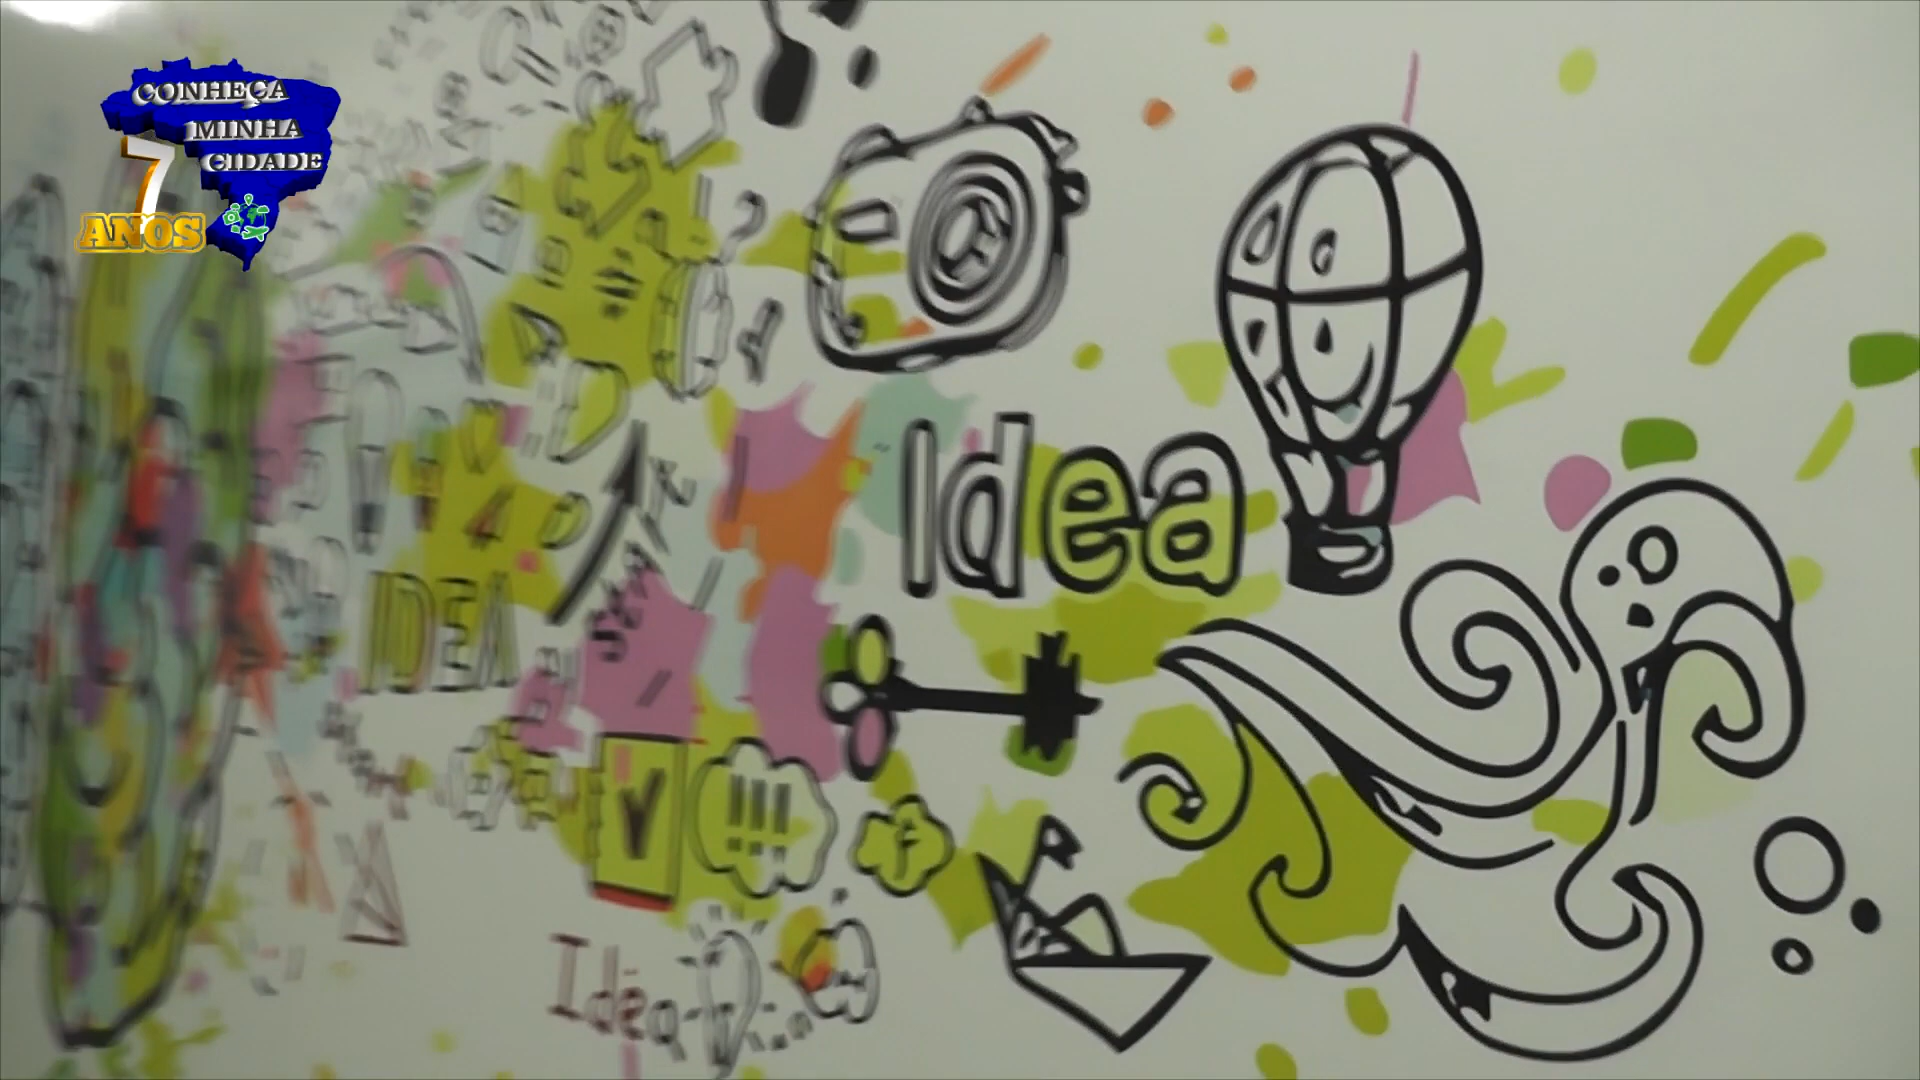 CONHEÇA
MINHA
CIDADE
7
ANOS
Idea
IDEA
!!!
Idea